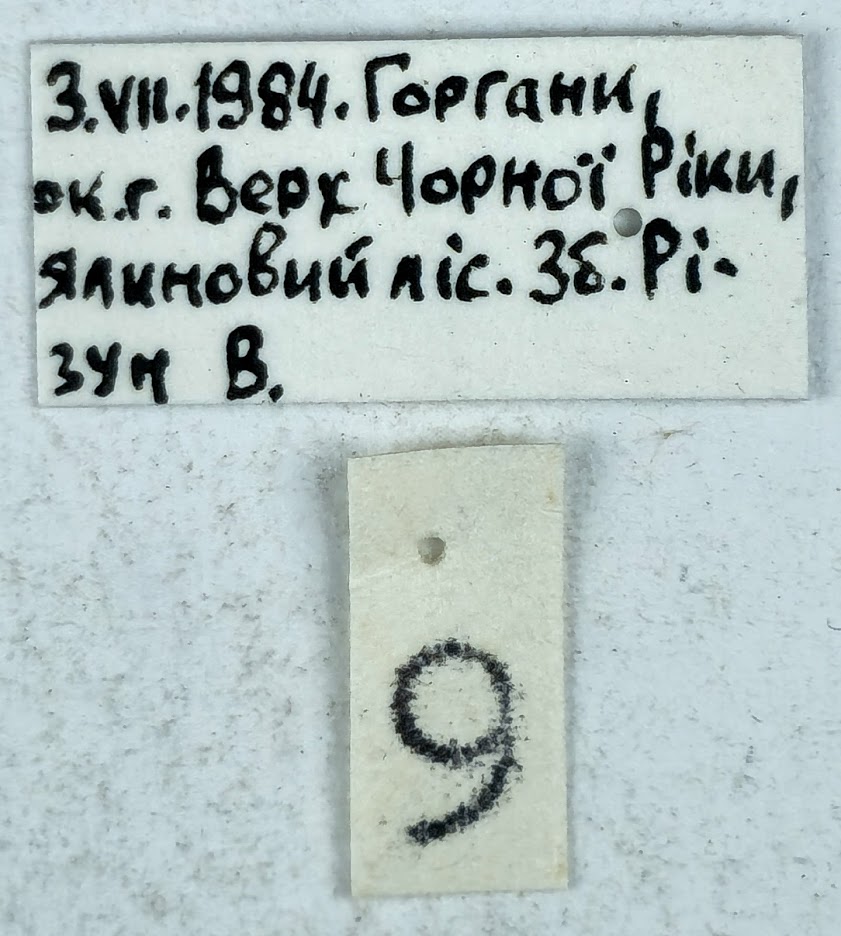 3.VII.1984. Горгани,
ок.г. Верх Чорної Ріки,
ялиновий ліс. Зб. Рі-
зун В.
9